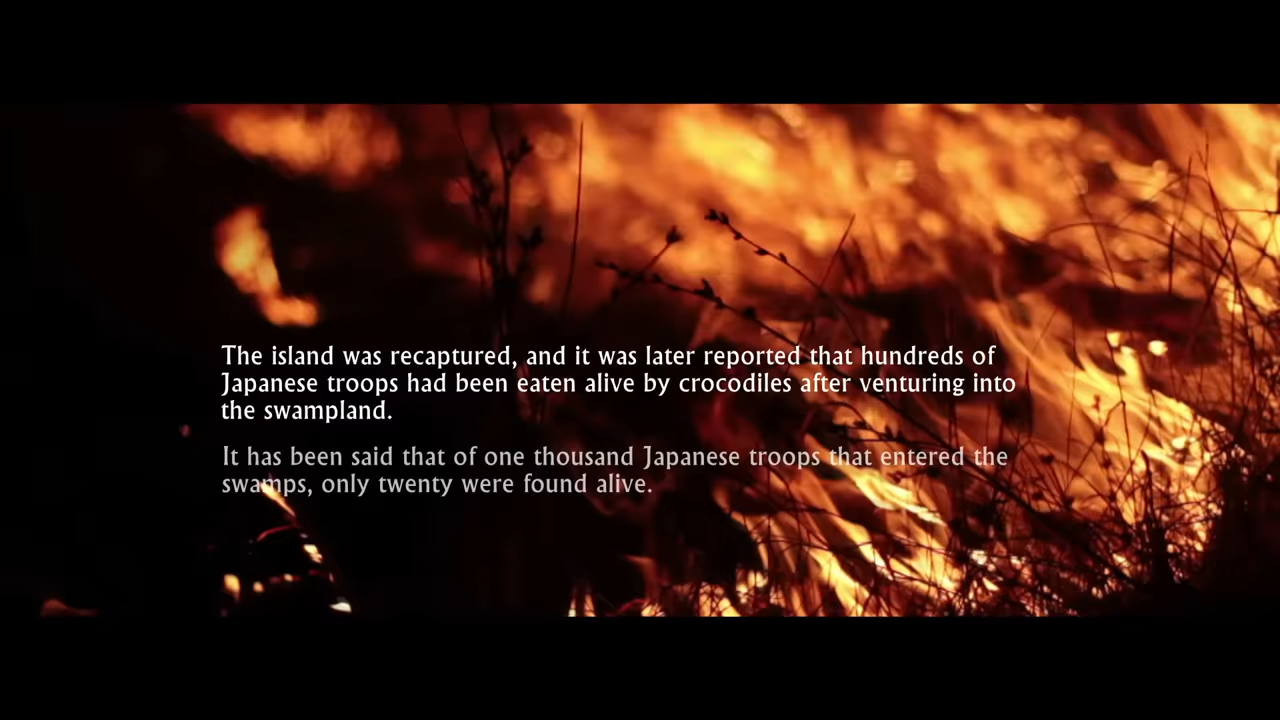 The island was recaptured, and it was later reported that hundreds of
Japanese troops had been eaten alive by crocodiles after venturing into
the swampland.
It has been said that of one thousand Japanese troops that entered the
swamps, only twenty were found alive.